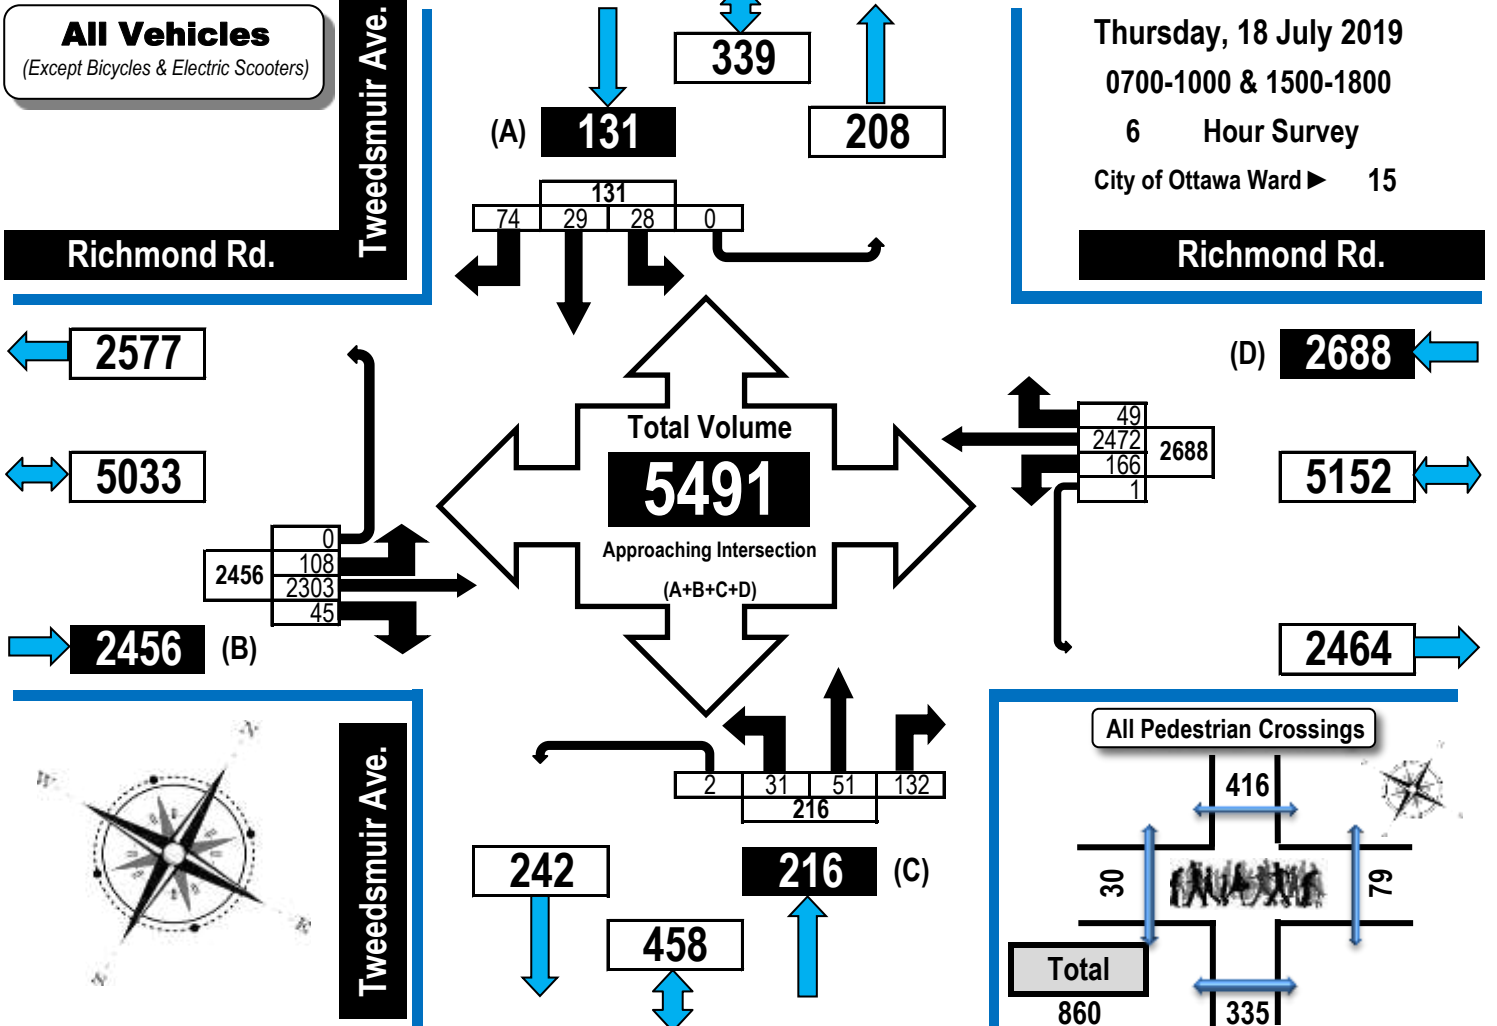 All Vehicles
(Except Bicycles & Electric Scooters)
Tweedsmuir Ave.
Richmond Rd.
339
(A)
131
208
131
74 29 28 0
Thursday, 18 July 2019
0700-1000 & 1500-1800
6 Hour Survey
City of Ottawa Ward ► 15
Richmond Rd.
2577
5033
0
108
2303
45
2456
2456
(B)
Total Volume
5491
Approaching Intersection
(A+B+C+D)
(D)
2688
49
2472
166
1
2688
5152
2464
N
W
E
S
Tweedsmuir Ave.
2 31 51 132
216
242
216
(C)
458
All Pedestrian Crossings
416
30
79
Total
860
335